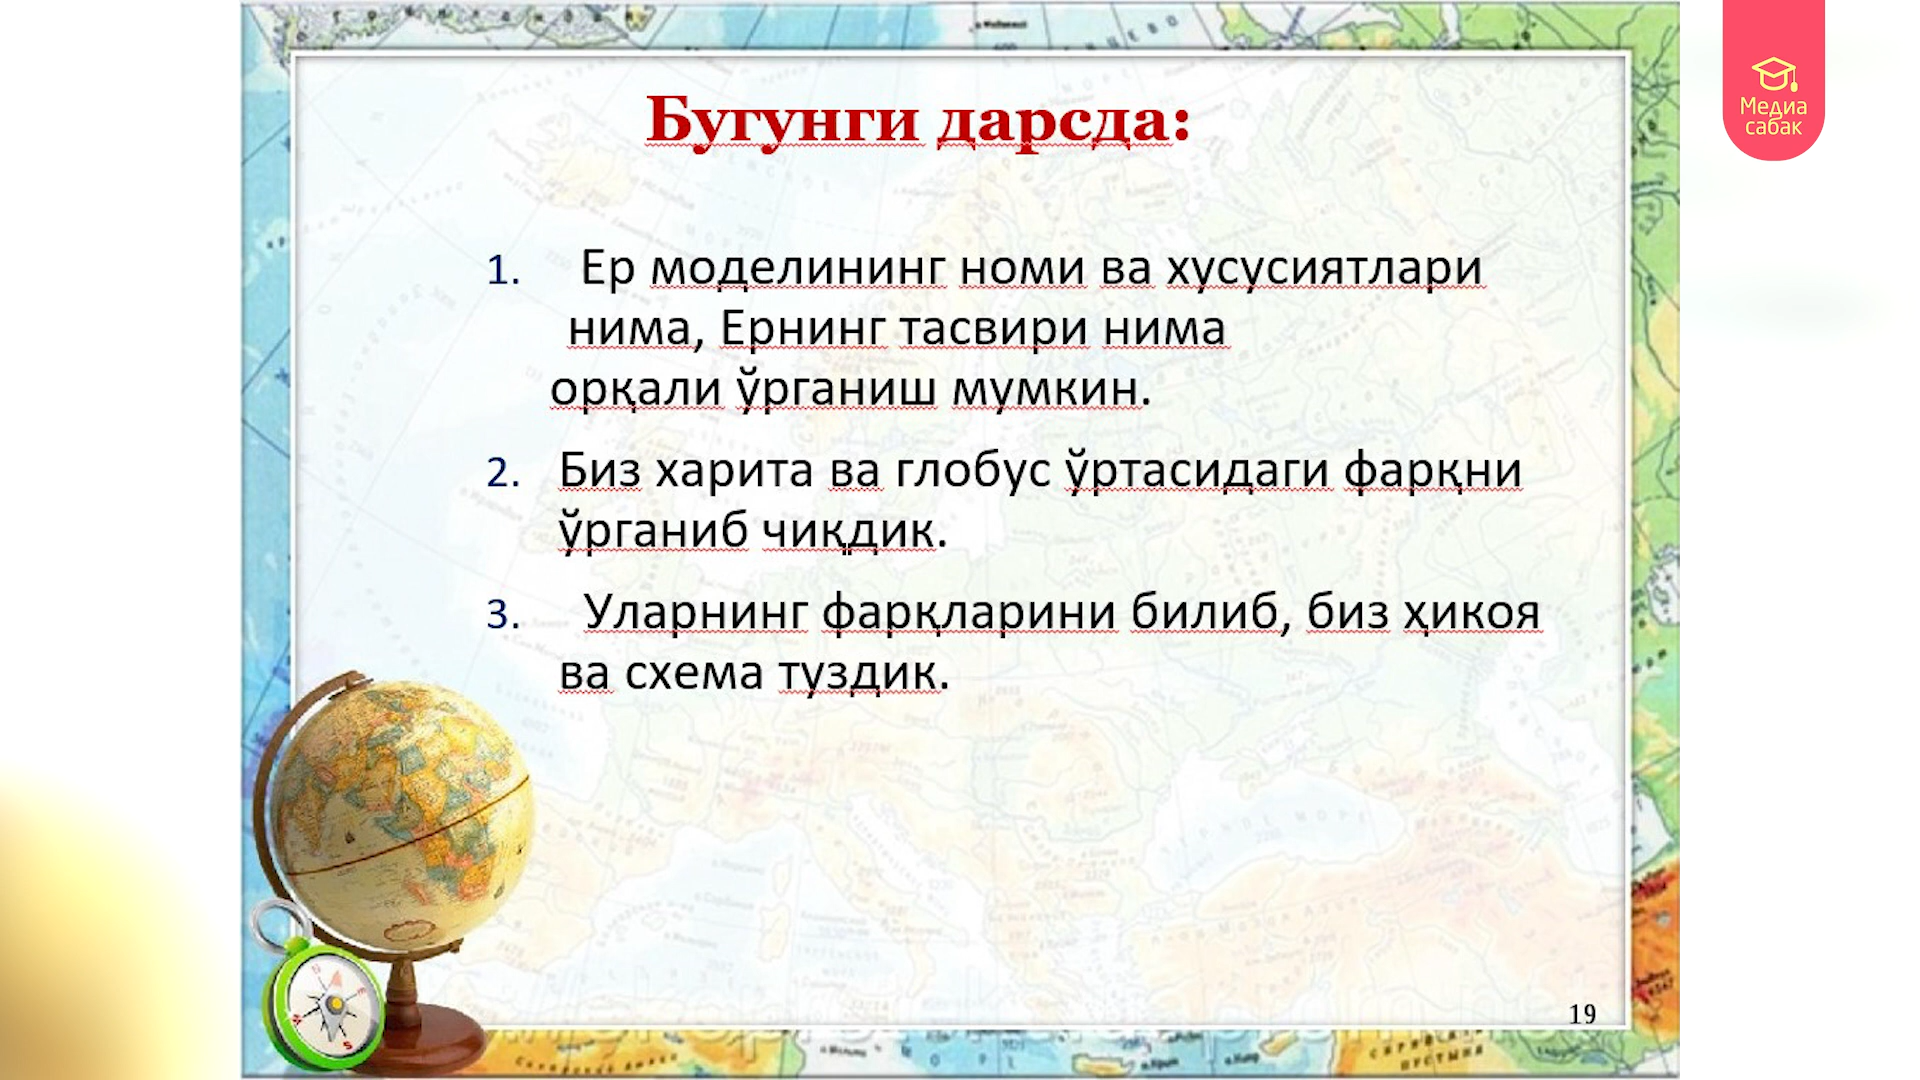 Медиа
сабак
Бугунги дарсда:
1. Ер моделининг номи ва хусусиятлари
нима, Ернинг тасвири нима
орқали ўрганиш мумкин.
2. Биз харита ва глобус ўртасидаги фарқни
ўрганиб чиқдик.
3. Уларнинг фарқларини билиб, биз ҳикоя
ва схема туздик.
19